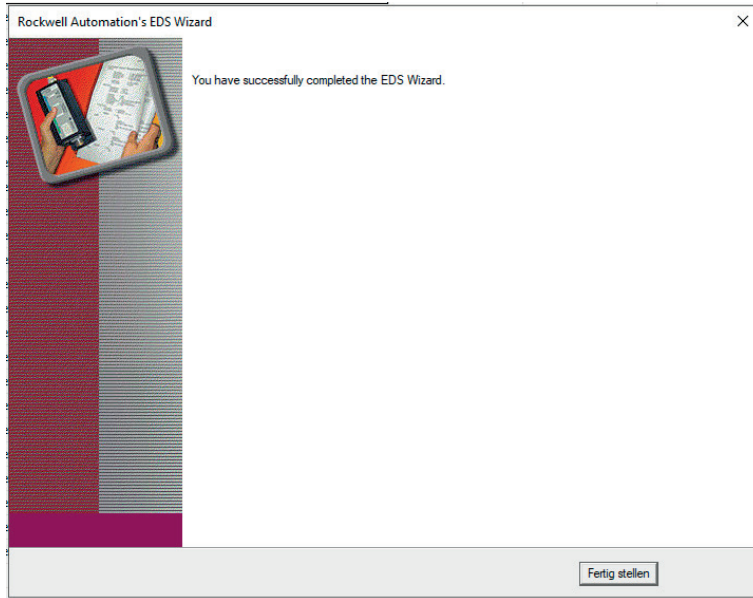 Rockwell Automation's EDS Wizard
You have successfully completed the EDS Wizard.
Fertig stellen